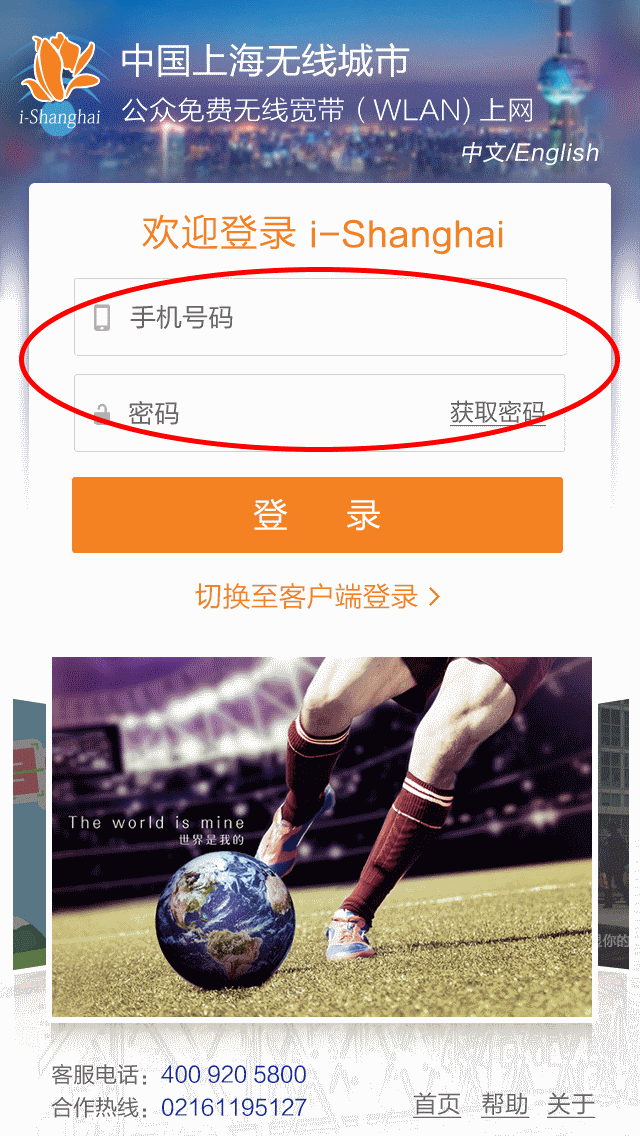 中国上海无线城市
i-Shanghai
公众免费无线宽带（WLAN)上网
中文/English
欢迎登录 i-Shanghai
手机号码
密码 获取密码
登 录
切换至客户端登录 >
The world is mine
世界是我的
你的
客服电话：400 920 5800
合作热线：02161195127
首页 帮助 关于